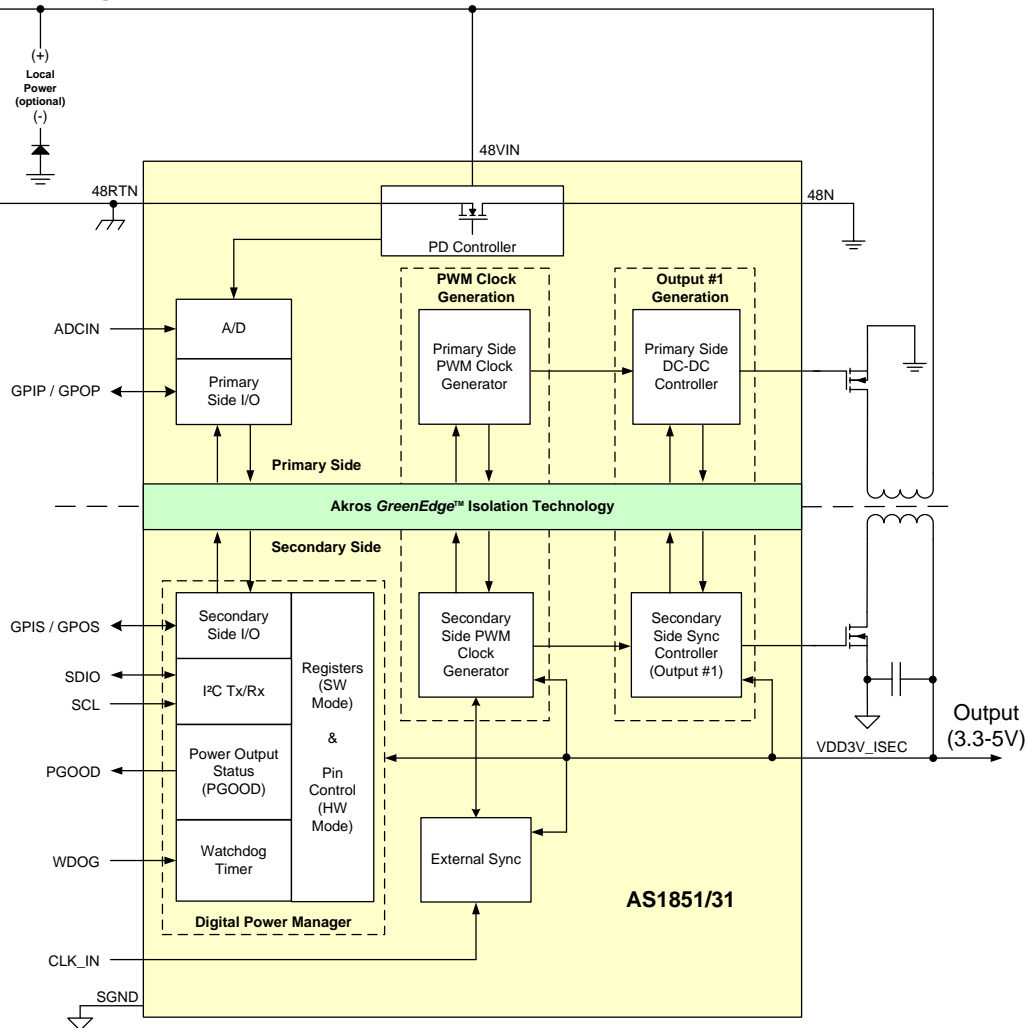 (+)
Local
Power
(optional)
(-)
48VIN
48RTN
48N
PD Controller
PWM Clock
Generation
Output #1
Generation
ADCIN
A/D
Primary Side
PWM Clock
Generator
Primary Side
DC-DC
Controller
GPIP / GPOP
Primary
Side I/O
Primary Side
Akros GreenEdge™ Isolation Technology
Secondary Side
GPIS / GPOS
Secondary
Side I/O
Registers
(SW
Mode)
&
Pin
Control
(HW
Mode)
Secondary
Side PWM
Clock
Generator
Secondary
Side Sync
Controller
(Output #1)
SDIO
SCL
I²C Tx/Rx
Output
(3.3-5V)
VDD3V_ISEC
PGOOD
Power Output
Status
(PGOOD)
WDOG
Watchdog
Timer
External Sync
AS1851/31
Digital Power Manager
CLK_IN
SGND